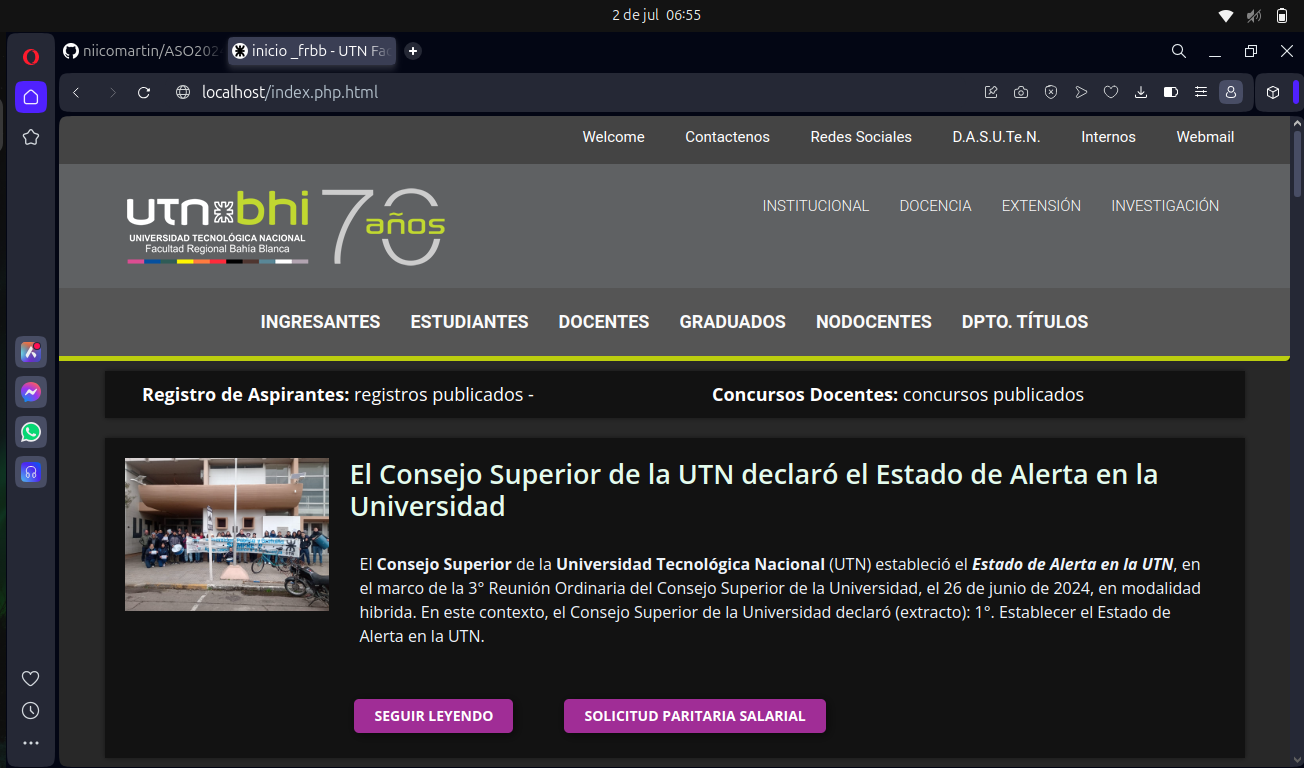 2 de jul 06:55
niicomartin/ASO202
inicio _frbb - UTN Fac
localhost/index.php.html
Welcome Contactenos Redes Sociales D.A.S.U.Te.N. Internos Webmail
utn bhi 70 años
UNIVERSIDAD TECNOLÓGICA NACIONAL
Facultad Regional Bahía Blanca
INSTITUCIONAL DOCENCIA EXTENSIÓN INVESTIGACIÓN
INGRESANTES ESTUDIANTES DOCENTES GRADUADOS NODOCENTES DPTO. TÍTULOS
Registro de Aspirantes: registros publicados -
Concursos Docentes: concursos publicados
El Consejo Superior de la UTN declaró el Estado de Alerta en la
Universidad
El Consejo Superior de la Universidad Tecnológica Nacional (UTN) estableció el Estado de Alerta en la UTN, en
el marco de la 3° Reunión Ordinaria del Consejo Superior de la Universidad, el 26 de junio de 2024, en modalidad
hibrida. En este contexto, el Consejo Superior de la Universidad declaró (extracto): 1°. Establecer el Estado de
Alerta en la UTN.
SEGUIR LEYENDO
SOLICITUD PARITARIA SALARIAL